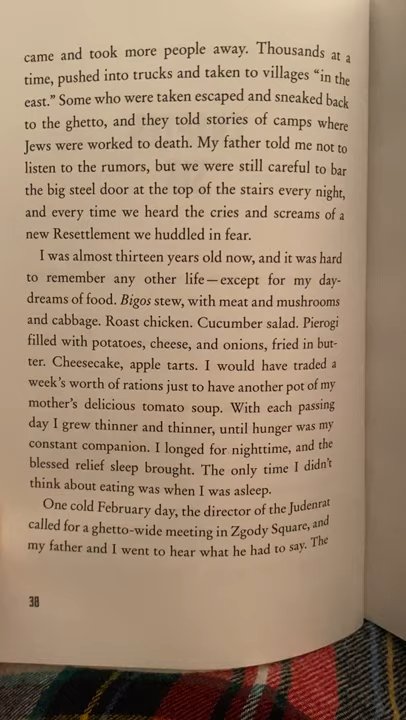 came and took more people away. Thousands at a
time, pushed into trucks and taken to villages “in the
east.” Some who were taken escaped and sneaked back
to the ghetto, and they told stories of camps where
Jews were worked to death. My father told me not to
listen to the rumors, but we were still careful to bar
the big steel door at the top of the stairs every night,
and every time we heard the cries and screams of a
new Resettlement we huddled in fear.
I was almost thirteen years old now, and it was hard
to remember any other life—except for my day-
dreams of food. Bigos stew, with meat and mushrooms
and cabbage. Roast chicken. Cucumber salad. Pierogi
filled with potatoes, cheese, and onions, fried in but-
ter. Cheesecake, apple tarts. I would have traded a
week’s worth of rations just to have another pot of my
mother’s delicious tomato soup. With each passing
day I grew thinner and thinner, until hunger was my
constant companion. I longed for nighttime, and the
blessed relief sleep brought. The only time I didn’t
think about eating was when I was asleep.
One cold February day, the director of the Judenrat
called for a ghetto-wide meeting in Zgody Square, and
my father and I went to hear what he had to say. The
38